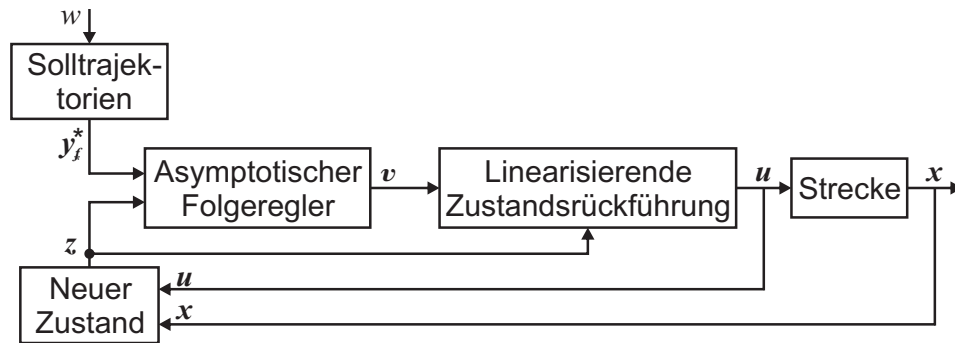 w
Solltrajek-
torien
y*f
Asymptotischer
Folgeregler
v
Linearisierende
Zustandsrückführung
u
Strecke
x
z
Neuer
Zustand
u
x